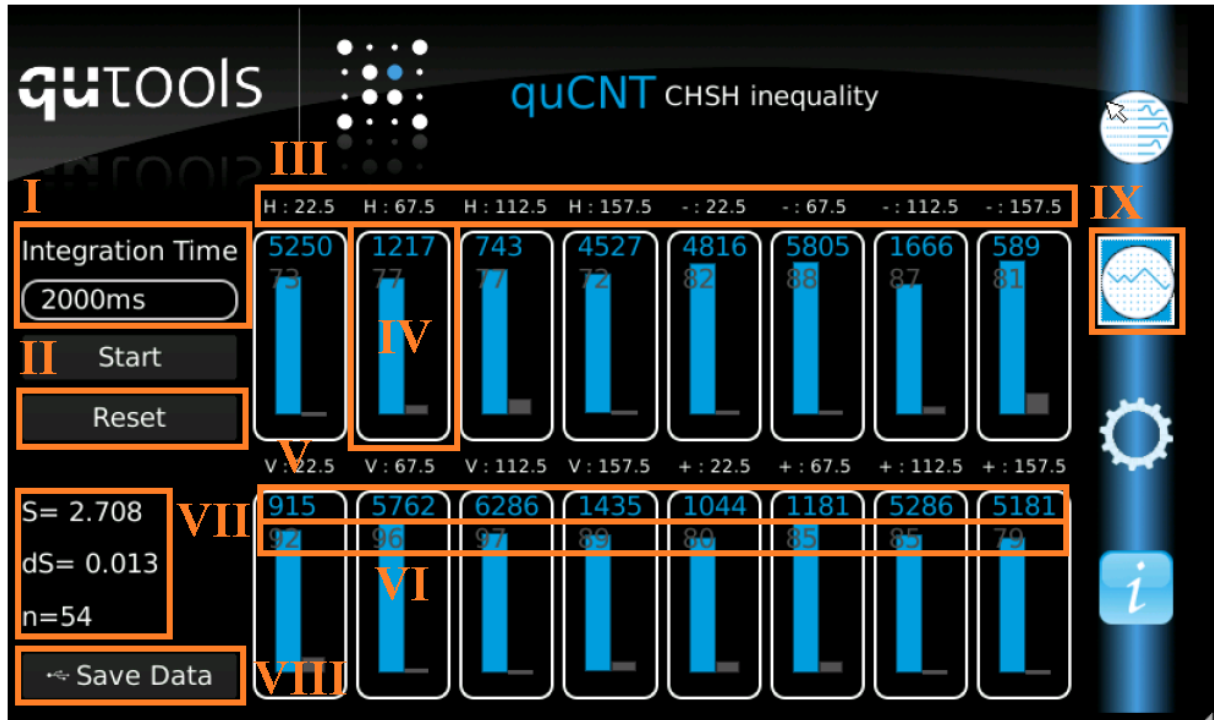 qutools
quCNT CHSH inequality
III
I
IX
H : 22.5 H : 67.5 H : 112.5 H : 157.5 - : 22.5 - : 67.5 - : 112.5 - : 157.5
Integration Time
2000ms
5250 1217 743 4527 4816 5805 1666 589
73 77 77 72 82 88 87 81
IV
II
Start
Reset
V
V : 22.5 V : 67.5 V : 112.5 V : 157.5 + : 22.5 + : 67.5 + : 112.5 + : 157.5
VII
915 5762 6286 1435 1044 1181 5286 5181
92 96 97 89 80 85 85 79
VI
S= 2.708
dS= 0.013
n=54
Save Data
VIII
i